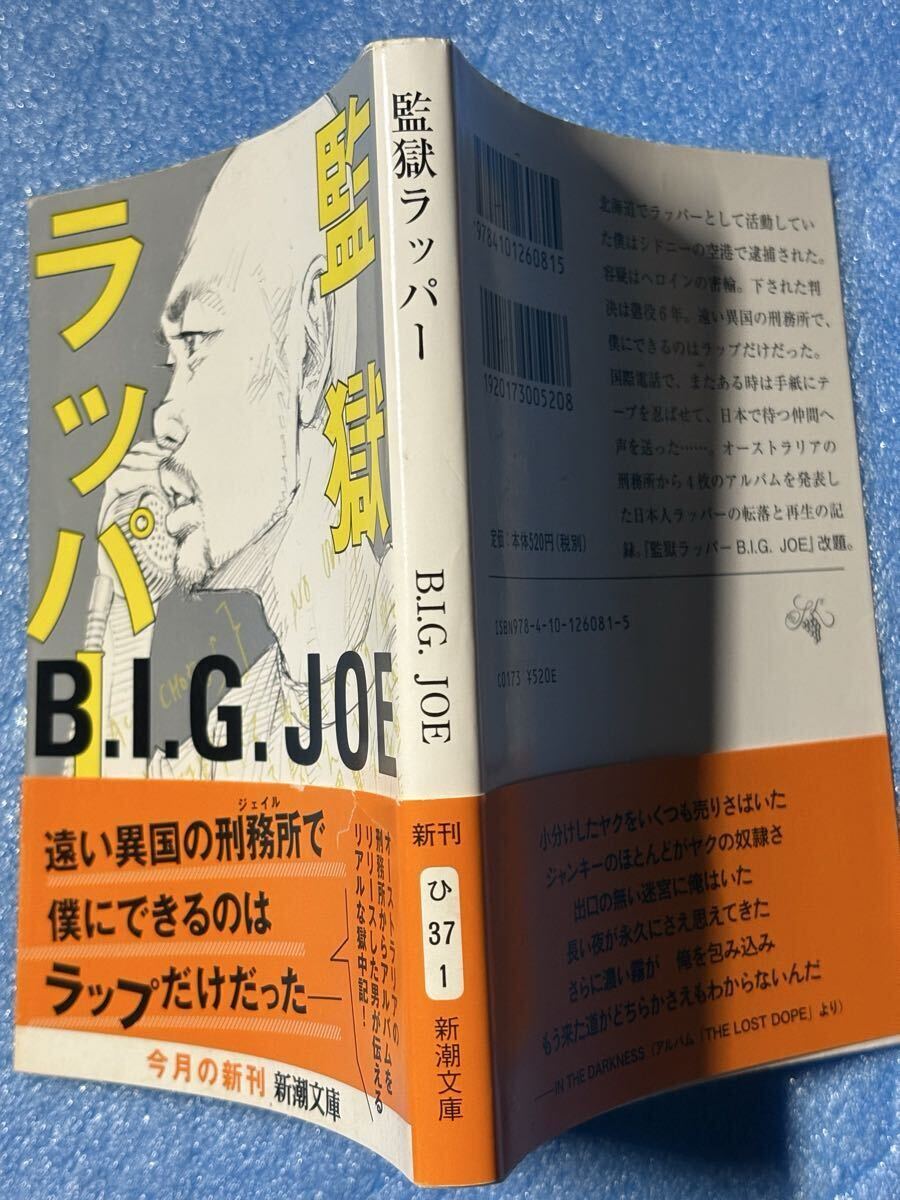 監獄
ラッパー
B.I.G. JOE
ジェイル
遠い異国の刑務所で
僕にできるのは
ラップだけだった──
オーストラリアの
刑務所からアルバムを
リリースした男が伝える
リアルな獄中記!
今月の新刊 新潮文庫
監獄ラッパー
B.I.G. JOE
新刊
ひ
37
1
新潮文庫
9784101260815
1920173005208
北海道でラッパーとして活動してい
た僕はシドニーの空港で逮捕された。
容疑はヘロインの密輸。下された判
決は懲役6年。遠い異国の刑務所で、
僕にできるのはラップだけだった。
国際電話で、またある時は手紙にテ
ープを忍ばせて、日本で待つ仲間へ
声を送った……。オーストラリアの
刑務所から4枚のアルバムを発表し
た日本人ラッパーの転落と再生の記
録。『監獄ラッパー B.I.G. JOE』改題。
定価:本体520円(税別)
ISBN978-4-10-126081-5
C0173 ¥520E
小分けしたヤクをいくつも売りさばいた
ジャンキーのほとんどがヤクの奴隷さ
出口の無い迷宮に俺はいた
長い夜が永久にさえ思えてきた
さらに濃い霧が 俺を包み込み
もう来た道がどちらかさえもわからないんだ
──IN THE DARKNESS(アルバム「THE LOST DOPE」より)